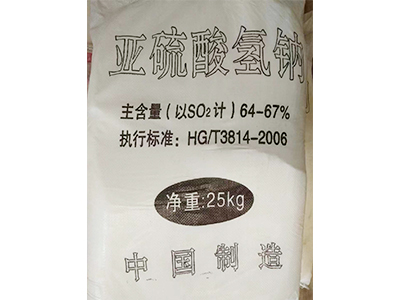 亚硫酸氢钠
主含量(以SO₂计)64-67%
执行标准：HG/T3814-2006
净重:25kg
中国制造